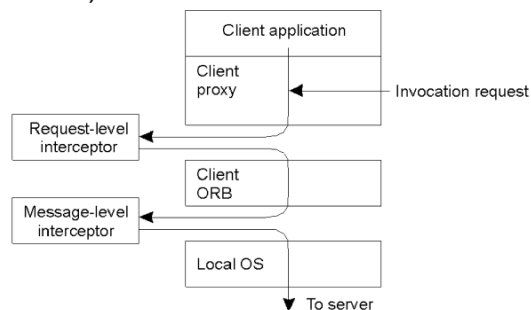 Client application
Client
proxy
Invocation request
Request-level
interceptor
Client
ORB
Message-level
interceptor
Local OS
To server